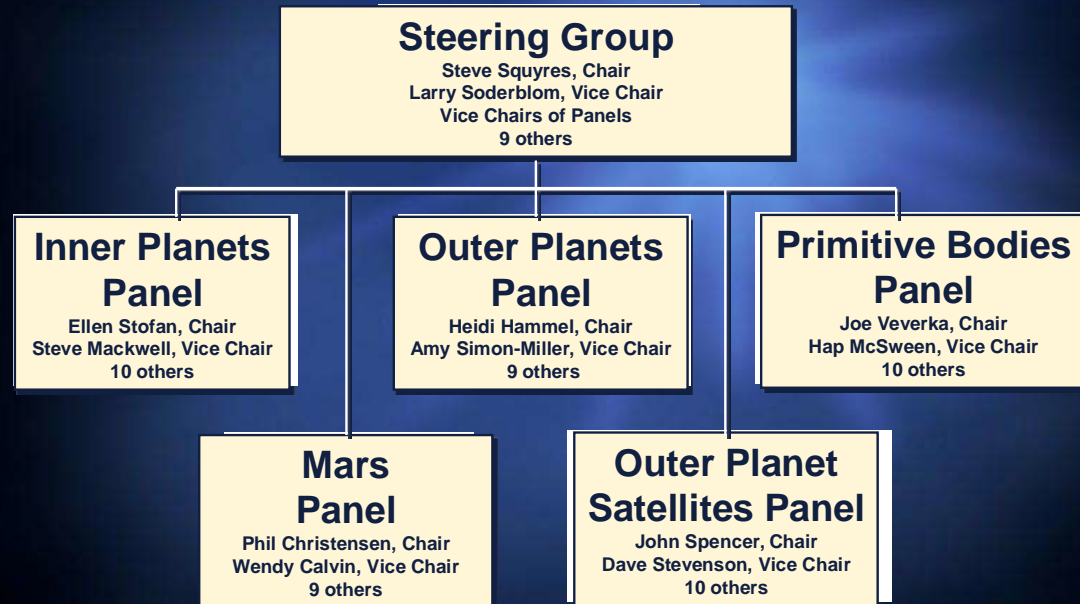 Steering Group
Steve Squyres, Chair
Larry Soderblom, Vice Chair
Vice Chairs of Panels
9 others
Inner Planets
Panel
Ellen Stofan, Chair
Steve Mackwell, Vice Chair
10 others
Outer Planets
Panel
Heidi Hammel, Chair
Amy Simon-Miller, Vice Chair
9 others
Primitive Bodies
Panel
Joe Veverka, Chair
Hap McSween, Vice Chair
10 others
Mars
Panel
Phil Christensen, Chair
Wendy Calvin, Vice Chair
9 others
Outer Planet
Satellites Panel
John Spencer, Chair
Dave Stevenson, Vice Chair
10 others